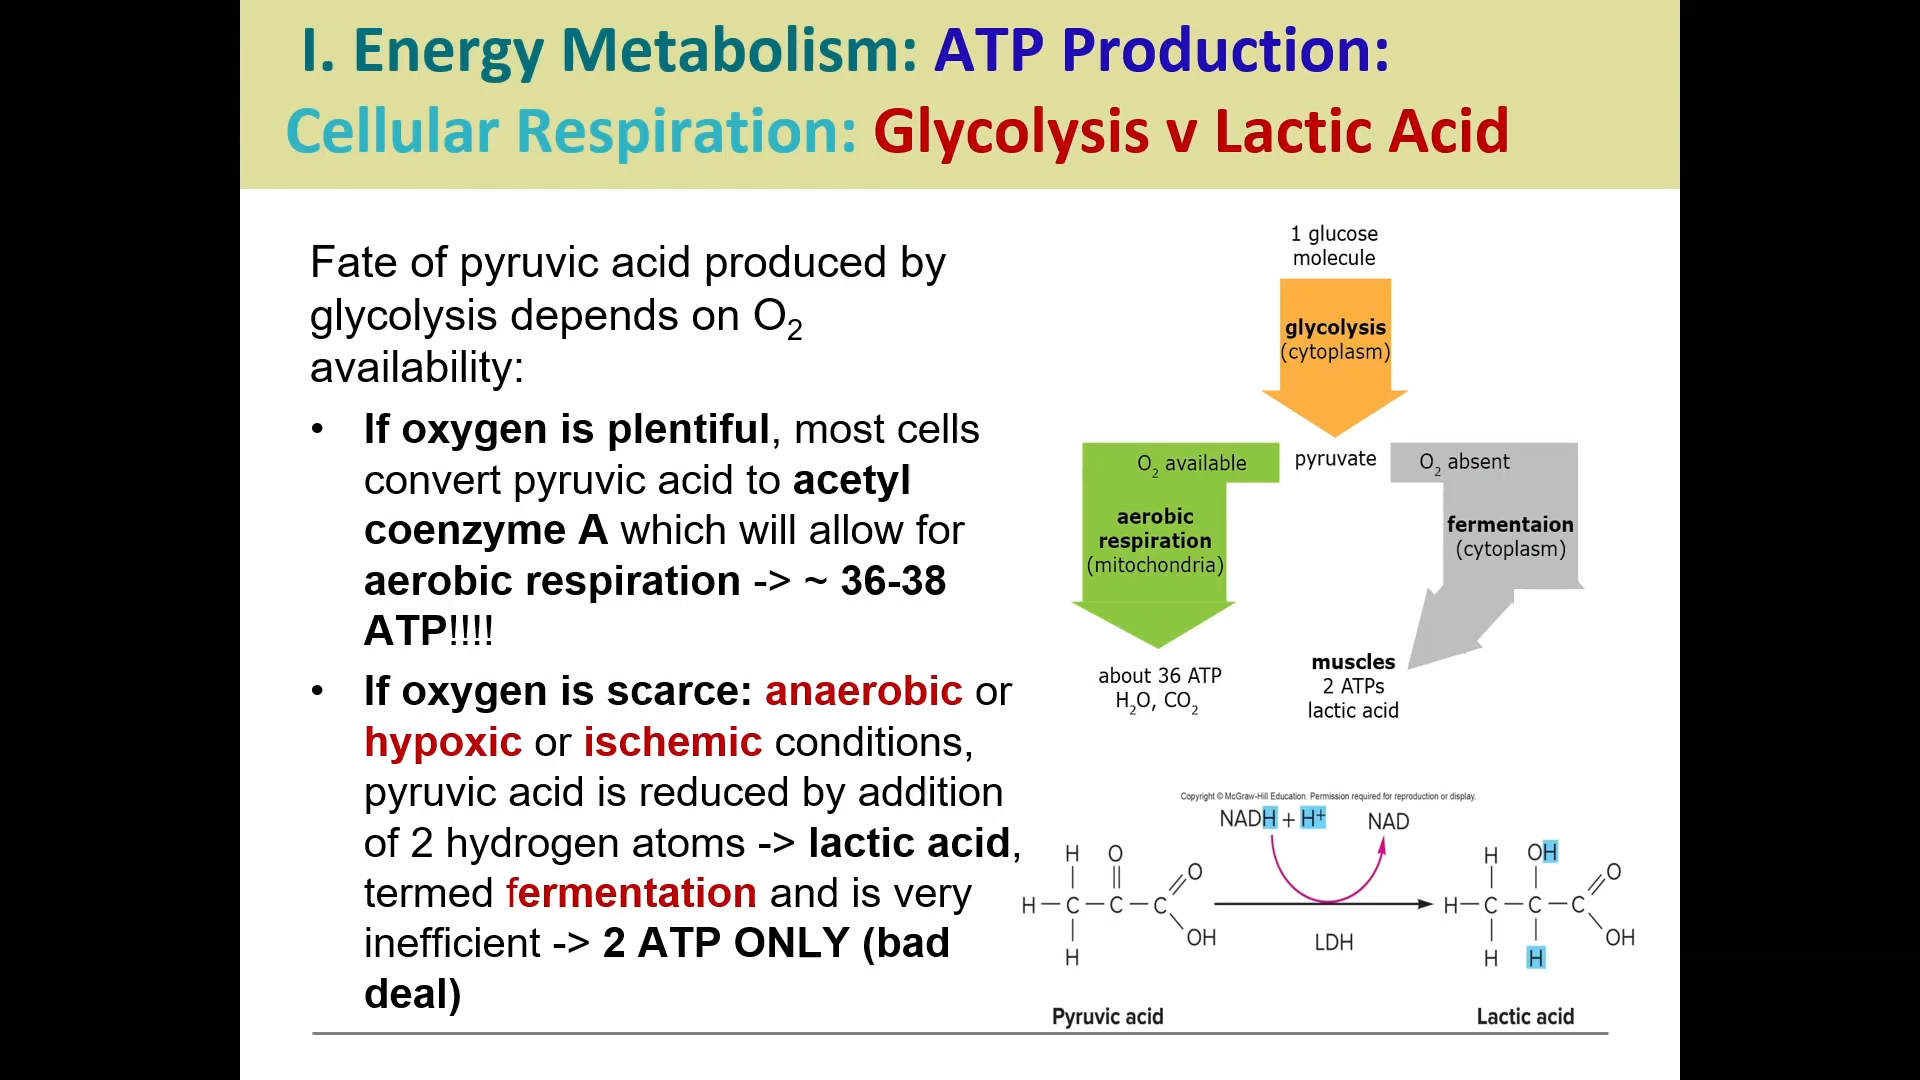 I. Energy Metabolism: ATP Production:
Cellular Respiration: Glycolysis v Lactic Acid
Fate of pyruvic acid produced by
glycolysis depends on O₂
availability:
• If oxygen is plentiful, most cells
convert pyruvic acid to acetyl
coenzyme A which will allow for
aerobic respiration -> ~ 36-38
ATP!!!!
• If oxygen is scarce: anaerobic or
hypoxic or ischemic conditions,
pyruvic acid is reduced by addition
of 2 hydrogen atoms -> lactic acid,
termed fermentation and is very
inefficient -> 2 ATP ONLY (bad
deal)
1 glucose
molecule
glycolysis
(cytoplasm)
O₂ available
pyruvate
O₂ absent
aerobic
respiration
(mitochondria)
fermentaion
(cytoplasm)
about 36 ATP
H₂O, CO₂
muscles
2 ATPs
lactic acid
Copyright © McGraw-Hill Education. Permission required for reproduction or display.
NADH + H⁺
NAD
H O O
H C C C
OH
H
LDH
H OH O
H C C C
OH
H H
Pyruvic acid
Lactic acid